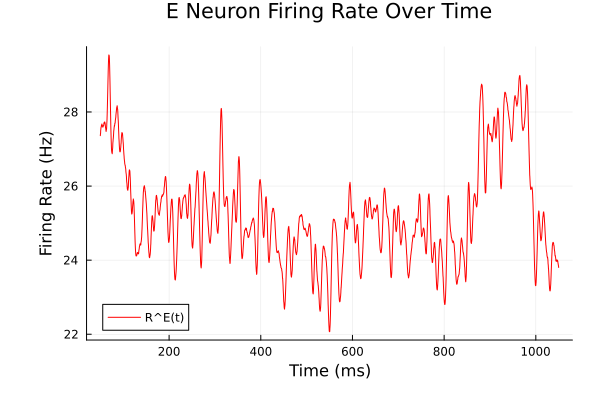 E Neuron Firing Rate Over Time
Firing Rate (Hz)
28
26
24
22
R^E(t)
200 400 600 800 1000
Time (ms)